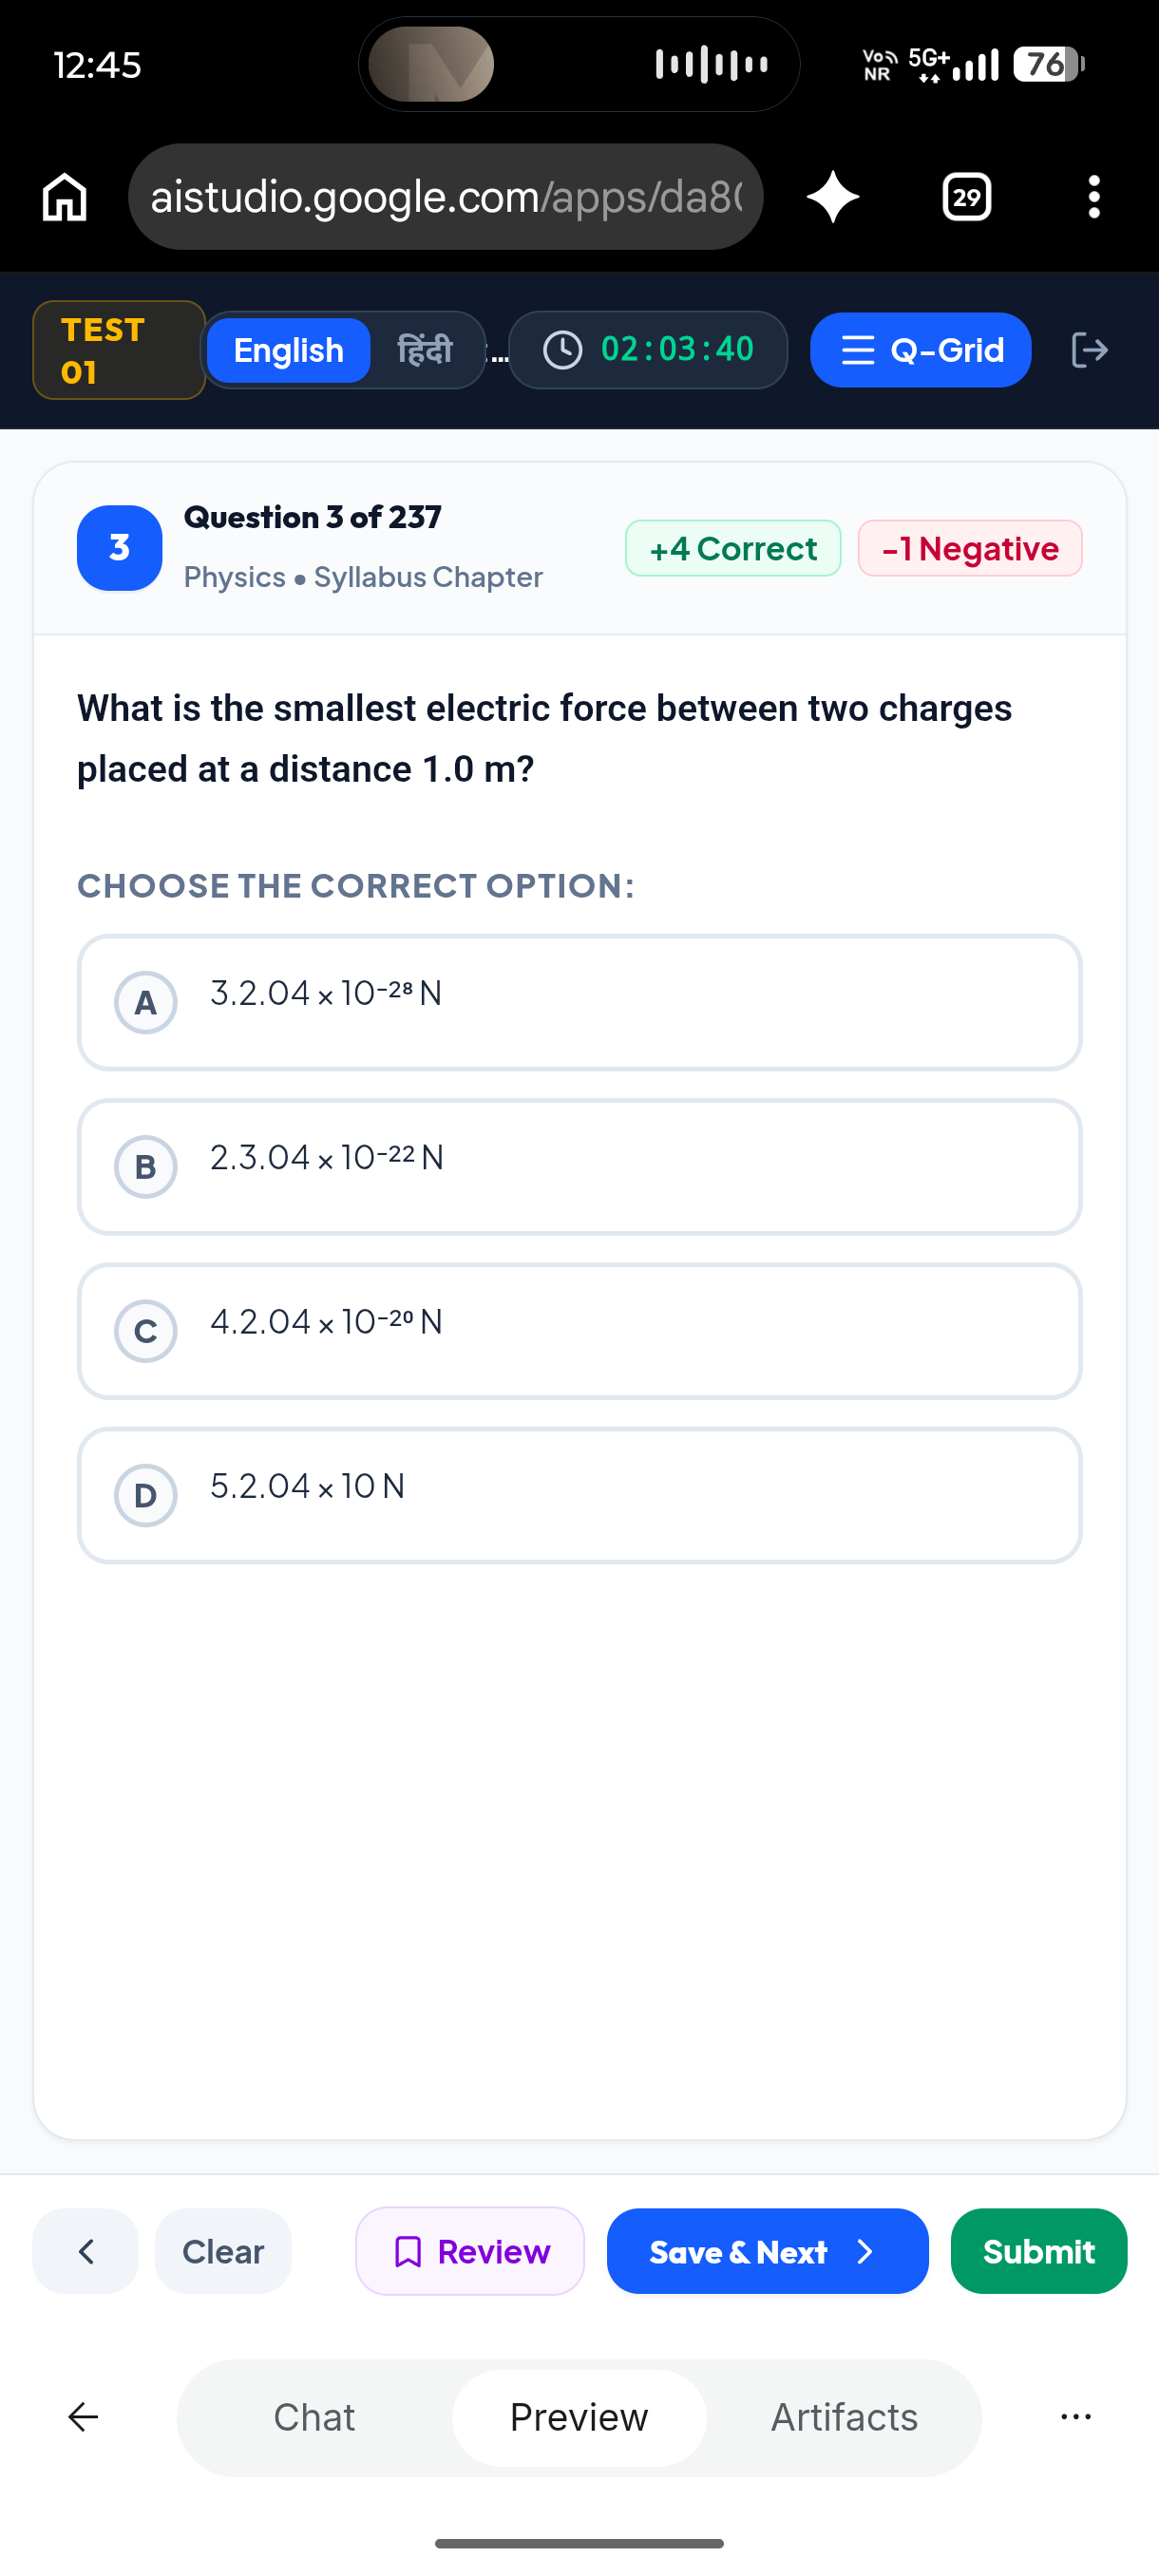 12:45
Vo NR 5G+ 76
aistudio.google.com/apps/da8
29
TEST 01
English हिंदी ... 02:03:40 Q-Grid
3
Question 3 of 237
Physics • Syllabus Chapter
+4 Correct -1 Negative
What is the smallest electric force between two charges
placed at a distance 1.0 m?
CHOOSE THE CORRECT OPTION:
A 3.2.04 × 10⁻²⁸ N
B 2.3.04 × 10⁻²² N
C 4.2.04 × 10⁻²⁰ N
D 5.2.04 × 10 N
Clear Review Save & Next Submit
Chat Preview Artifacts